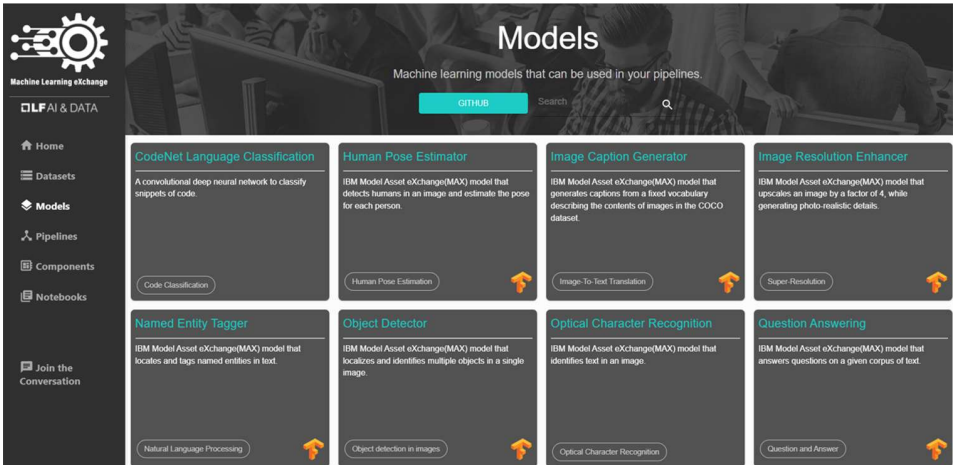 Machine Learning eXchange
LF AI & DATA
Home
Datasets
Models
Pipelines
Components
Notebooks
Join the
Conversation
Models
Machine learning models that can be used in your pipelines.
GITHUB
Search
CodeNet Language Classification
A convolutional deep neural network to classify
snippets of code.
Code Classification
Human Pose Estimator
IBM Model Asset eXchange(MAX) model that
detects humans in an image and estimate the pose
for each person.
Human Pose Estimation
Image Caption Generator
IBM Model Asset eXchange(MAX) model that
generates captions from a fixed vocabulary
describing the contents of images in the COCO
dataset.
Image-To-Text Translation
Image Resolution Enhancer
IBM Model Asset eXchange(MAX) model that
upscales an image by a factor of 4, while
generating photo-realistic details.
Super-Resolution
Named Entity Tagger
IBM Model Asset eXchange(MAX) model that
locates and tags named entities in text.
Natural Language Processing
Object Detector
IBM Model Asset eXchange(MAX) model that
localizes and identifies multiple objects in a single
image.
Object detection in images
Optical Character Recognition
IBM Model Asset eXchange(MAX) model that
identifies text in an image.
Optical Character Recognition
Question Answering
IBM Model Asset eXchange(MAX) model that
answers questions on a given corpus of text.
Question and Answer